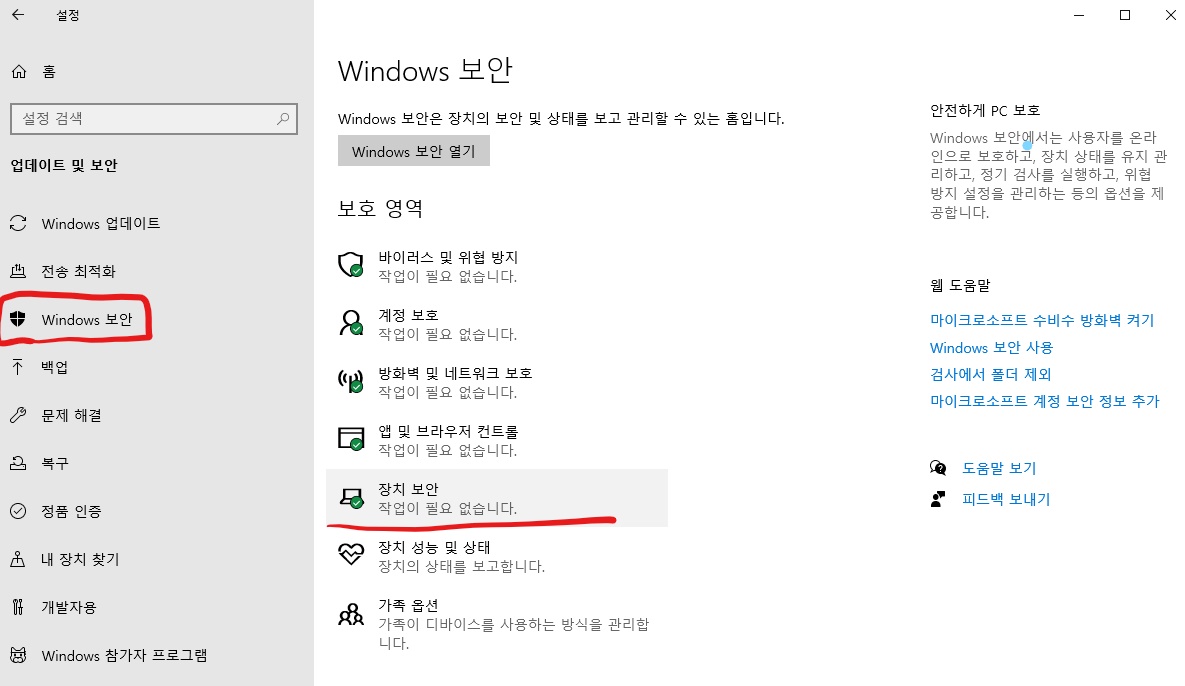 설정
홈
설정 검색
업데이트 및 보안
Windows 업데이트
전송 최적화
Windows 보안
백업
문제 해결
복구
정품 인증
내 장치 찾기
개발자용
Windows 참가자 프로그램
Windows 보안
Windows 보안은 장치의 보안 및 상태를 보고 관리할 수 있는 홈입니다.
Windows 보안 열기
보호 영역
바이러스 및 위협 방지
작업이 필요 없습니다.
계정 보호
작업이 필요 없습니다.
방화벽 및 네트워크 보호
작업이 필요 없습니다.
앱 및 브라우저 컨트롤
작업이 필요 없습니다.
장치 보안
작업이 필요 없습니다.
장치 성능 및 상태
장치의 상태를 보고합니다.
가족 옵션
가족이 디바이스를 사용하는 방식을 관리합
니다.
안전하게 PC 보호
Windows 보안에서는 사용자를 온라
인으로 보호하고, 장치 상태를 유지 관
리하고, 정기 검사를 실행하고, 위협
방지 설정을 관리하는 등의 옵션을 제
공합니다.
웹 도움말
마이크로소프트 수비수 방화벽 켜기
Windows 보안 사용
검사에서 폴더 제외
마이크로소프트 계정 보안 정보 추가
도움말 보기
피드백 보내기